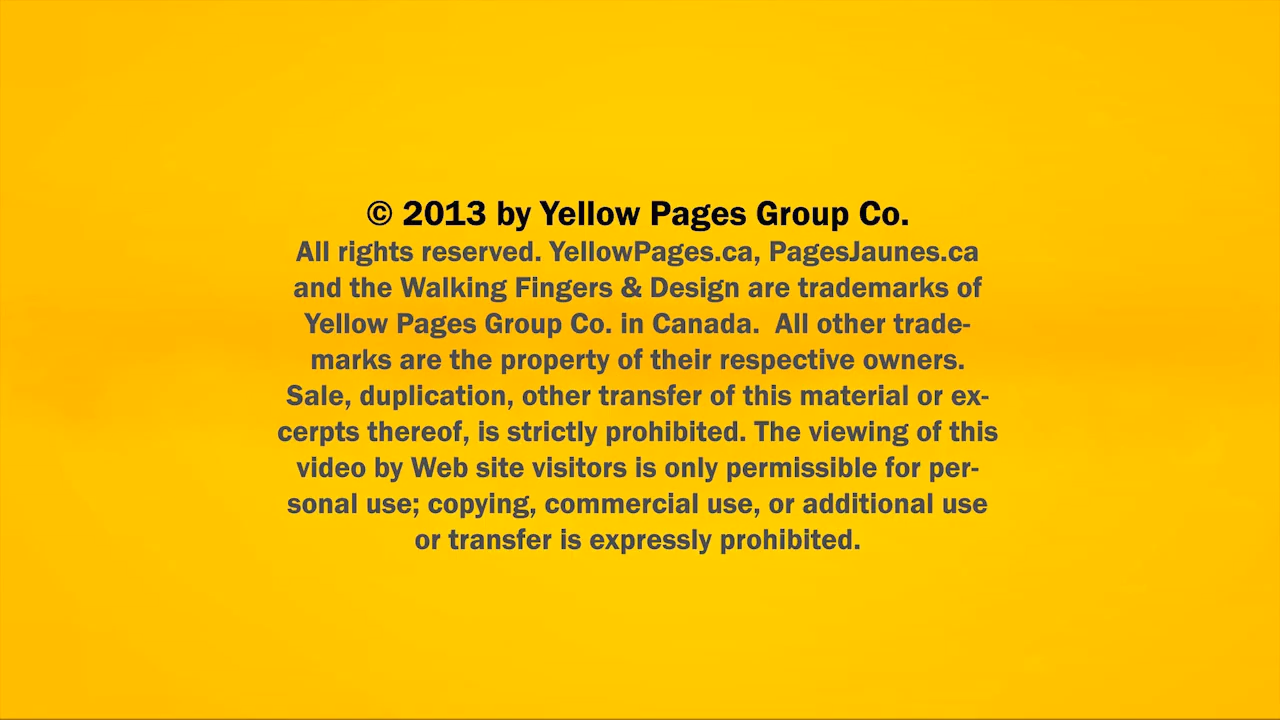 © 2013 by Yellow Pages Group Co.
All rights reserved. YellowPages.ca, PagesJaunes.ca
and the Walking Fingers & Design are trademarks of
Yellow Pages Group Co. in Canada.  All other trade-
marks are the property of their respective owners.
Sale, duplication, other transfer of this material or ex-
cerpts thereof, is strictly prohibited. The viewing of this
video by Web site visitors is only permissible for per-
sonal use; copying, commercial use, or additional use
or transfer is expressly prohibited.